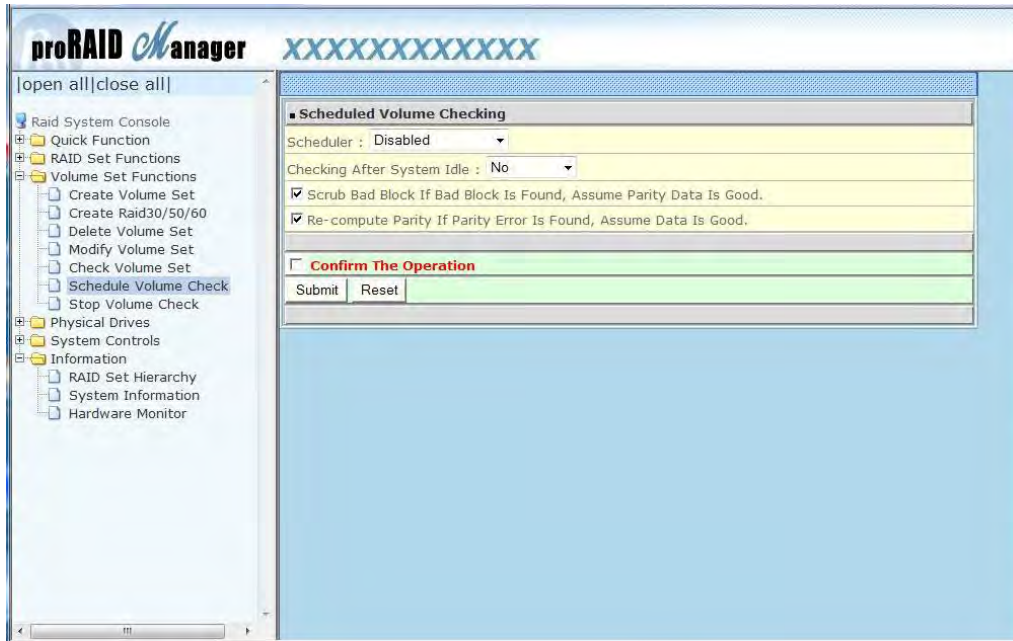 proRAID Manager XXXXXXXXXXXX
|open all|close all|
Raid System Console
Quick Function
RAID Set Functions
Volume Set Functions
Create Volume Set
Create Raid30/50/60
Delete Volume Set
Modify Volume Set
Check Volume Set
Schedule Volume Check
Stop Volume Check
Physical Drives
System Controls
Information
RAID Set Hierarchy
System Information
Hardware Monitor
Scheduled Volume Checking
Scheduler : Disabled
Checking After System Idle : No
Scrub Bad Block If Bad Block Is Found, Assume Parity Data Is Good.
Re-compute Parity If Parity Error Is Found, Assume Data Is Good.
Confirm The Operation
Submit Reset